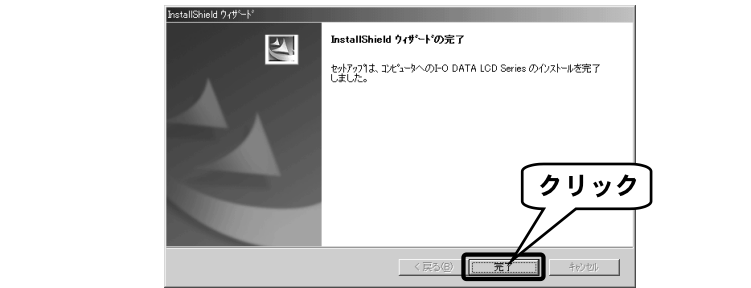 InstallShield ウィザード
InstallShield ウィザードの完了
セットアップは、コンピュータへのI-O DATA LCD Series のインストールを完了
しました。
クリック
< 戻る(B)
完了
キャンセル